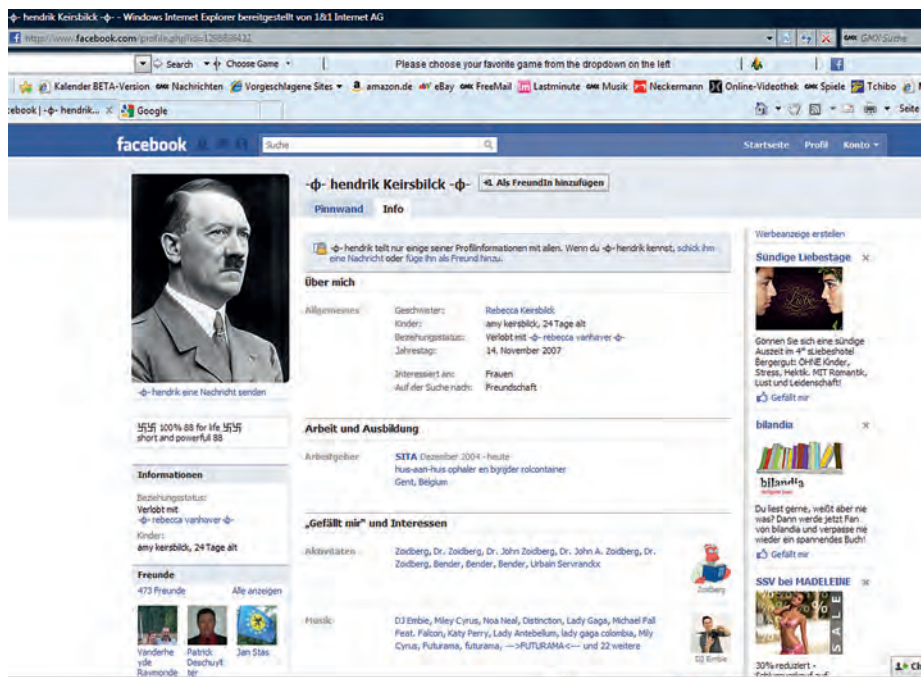 -ф- hendrik Keirsbilck -ф- - Windows Internet Explorer bereitgestellt von 1&1 Internet AG
http://www.facebook.com/profile.php?id=
GMX Suche
Search
Choose Game
Please choose your favorite game from the dropdown on the left
Kalender BETA-Version
GMX Nachrichten
Vorgeschlagene Sites
amazon.de
eBay
GMX FreeMail
Lastminute
GMX Musik
Neckermann
Online-Videothek
GMX Spiele
Tchibo
ebook | -ф- hendrik...
Google
Seite
facebook
Suche
Startseite Profil Konto
-ф- hendrik Keirsbilck -ф-
+1 Als FreundIn hinzufügen
Pinnwand Info
-ф- hendrik teilt nur einige seiner Profilinformationen mit allen. Wenn du -ф- hendrik kennst, schick ihm
eine Nachricht oder füge ihn als Freund hinzu.
Über mich
Allgemeines
Geschwister: Rebecca Keirsbilck
Kinder: amy keirsbilck, 24 Tage alt
Beziehungsstatus: Verlobt mit -ф- rebecca vanhaver -ф-
Jahrestag: 14. November 2007
Interessiert an: Frauen
Auf der Suche nach: Freundschaft
Arbeit und Ausbildung
Arbeitgeber
SITA Dezember 2004 - heute
huis-aan-huis ophaler en bijrijder rolcontainer
Gent, Belgium
„Gefällt mir" und Interessen
Aktivitäten
Zoidberg, Dr. Zoidberg, Dr. John Zoidberg, Dr. John A. Zoidberg, Dr.
Zoidberg, Bender, Bender, Bender, Urbain Servranckx
Zoidberg
Musik
DJ Embie, Miley Cyrus, Noa Neal, Distinction, Lady Gaga, Michael Fall
Feat. Falcon, Katy Perry, Lady Antebellum, lady gaga colombia, Mily
Cyrus, Futurama, futurama, --->FUTURAMA<--- und 22 weitere
DJ Embie
-ф- hendrik eine Nachricht senden
卐卐 100% 88 for life 卐卐
short and powerfull 88
Informationen
Beziehungsstatus:
Verlobt mit
-ф- rebecca vanhaver -ф-
Kinder:
amy keirsbilck, 24 Tage alt
Freunde
473 Freunde Alle anzeigen
Vanderhe
yde
Raymonde
Patrick
Deschuyt
ter
Jan Stas
Werbeanzeige erstellen
Sündige Liebestage
Liebe
Gönnen Sie sich eine sündige
Auszeit im 4* sLiebeshotel
Bergergut: OHNE Kinder,
Stress, Hektik. MIT Romantik,
Lust und Leidenschaft!
Gefällt mir
bilandia
bilandia
Du liest gerne, weißt aber nie
was? Dann werde jetzt Fan
von bilandia und verpasse nie
wieder ein spannendes Buch!
Gefällt mir
SSV bei MADELEINE
SALE
30% reduziert -